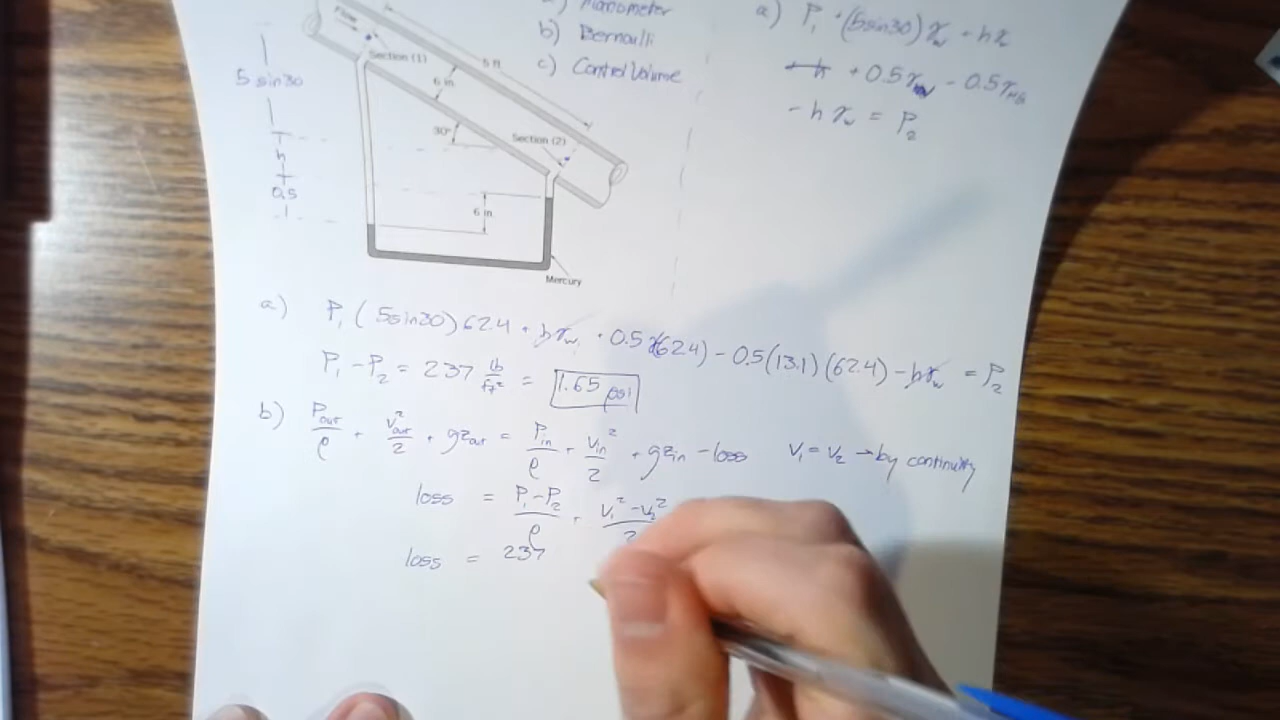 a) Manometer
b) Bernoulli
c) Control Volume
a) P₁ + (5sin30)γw + hγw
+h + 0.5γw - 0.5γHG
- hγw = P₂
Flow
Section (1)
5 ft
6 in.
30°
Section (2)
6 in.
Mercury
5 sin30
h
0.5
a) P₁ (5sin30)62.4 + hγw + 0.5(62.4) - 0.5(13.1)(62.4) - hγw = P₂
P₁ - P₂ = 237 lb/ft² = 1.65 psi
b) Pout/ρ + Vout²/2 + gzout = Pin/ρ + Vin²/2 + gzin - loss V₁ = V₂ → by continuity
loss = P₁-P₂/ρ + V₁²-V₂²/2
loss = 237